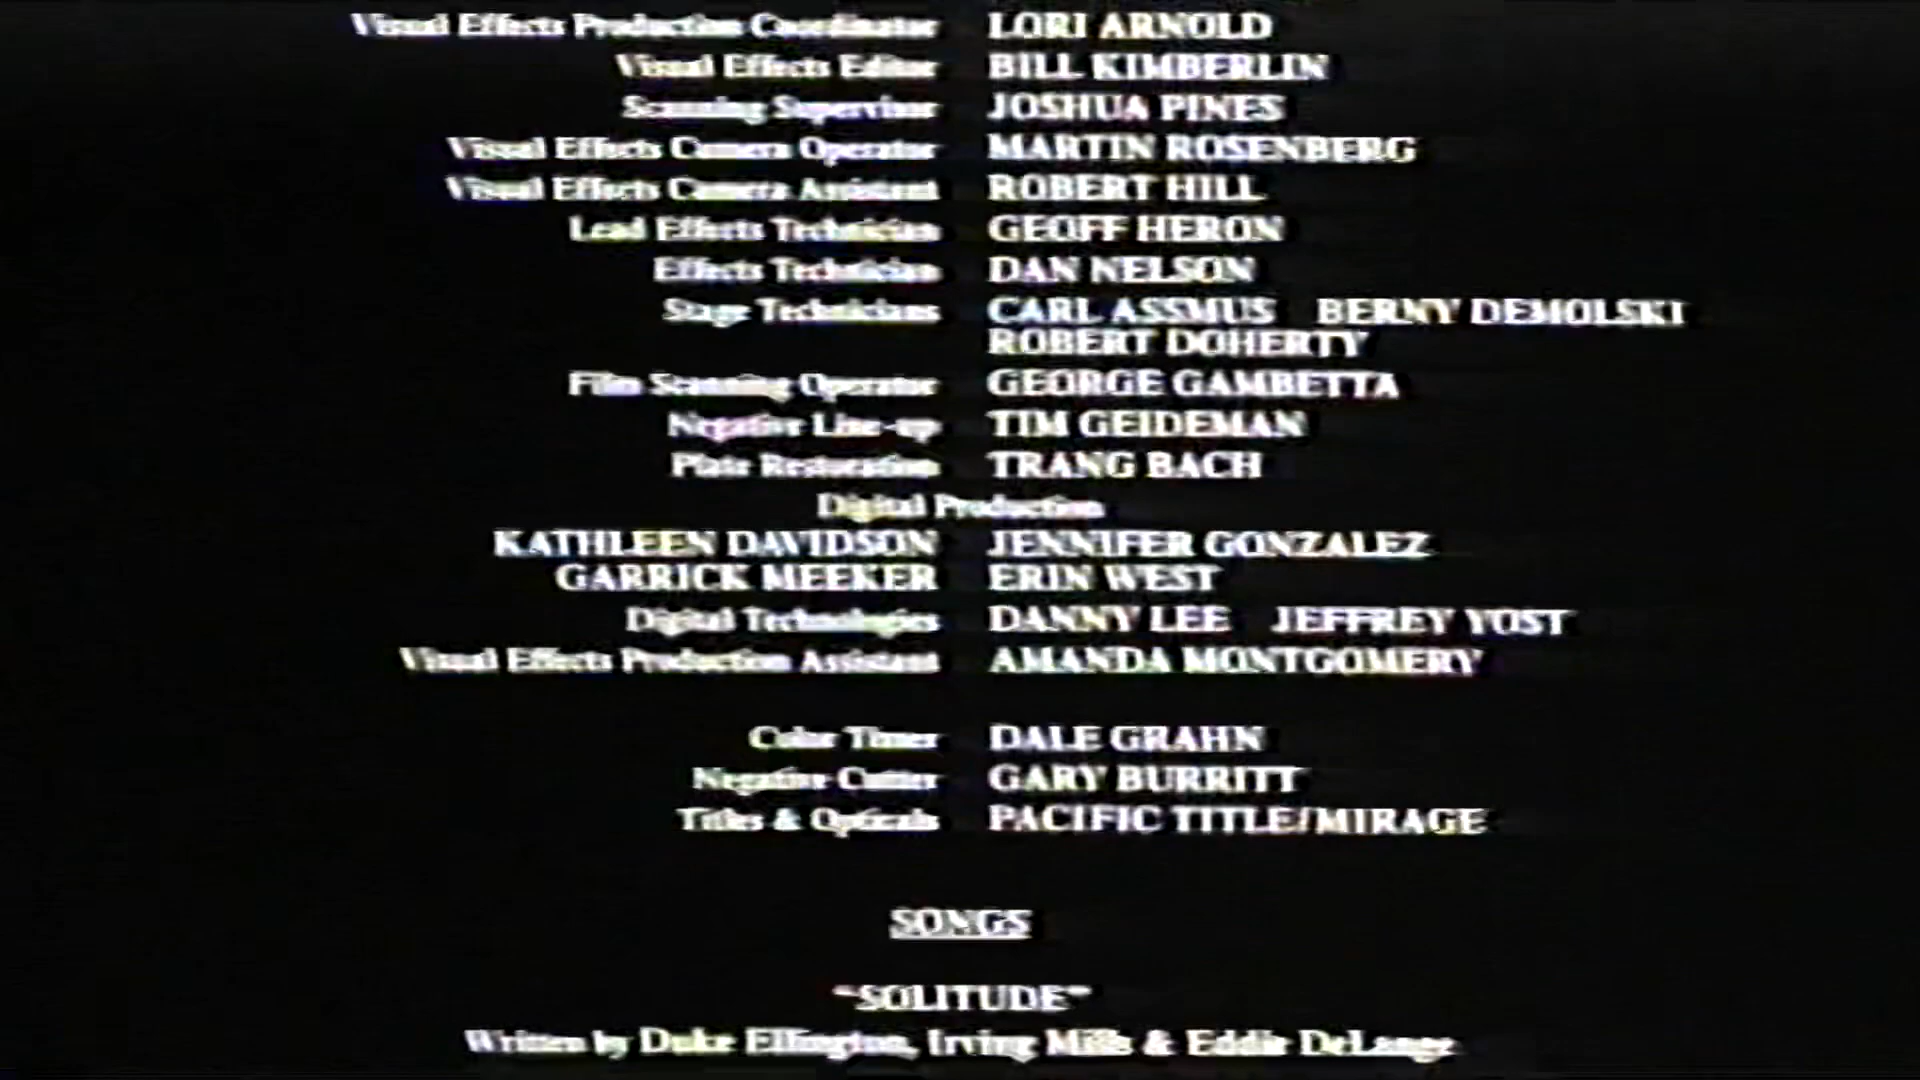 Visual Effects Production Coordinator LORI ARNOLD
Visual Effects Editor BILL KIMBERLIN
Scanning Supervisor JOSHUA PINES
Visual Effects Camera Operator MARTIN ROSENBERG
Visual Effects Camera Assistant ROBERT HILL
Lead Effects Technician GEOFF HERON
Effects Technician DAN NELSON
Stage Technicians CARL ASSMUS BERNY DEMOLSKI
ROBERT DOHERTY
Film Scanning Operator GEORGE GAMBETTA
Negative Line-up TIM GEIDEMAN
Plate Restoration TRANG BACH
Digital Production
KATHLEEN DAVIDSON JENNIFER GONZALEZ
GARRICK MEEKER ERIN WEST
Digital Technologies DANNY LEE JEFFREY YOST
Visual Effects Production Assistant AMANDA MONTGOMERY
Color Timer DALE GRAHN
Negative Cutter GARY BURRITT
Titles & Opticals PACIFIC TITLE/MIRAGE
SONGS
"SOLITUDE"
Written by Duke Ellington, Irving Mills & Eddie DeLange